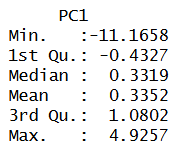 PC1
Min.   :-11.1658
1st Qu.: -0.4327
Median :  0.3319
Mean   :  0.3352
3rd Qu.:  1.0802
Max.   :  4.9257